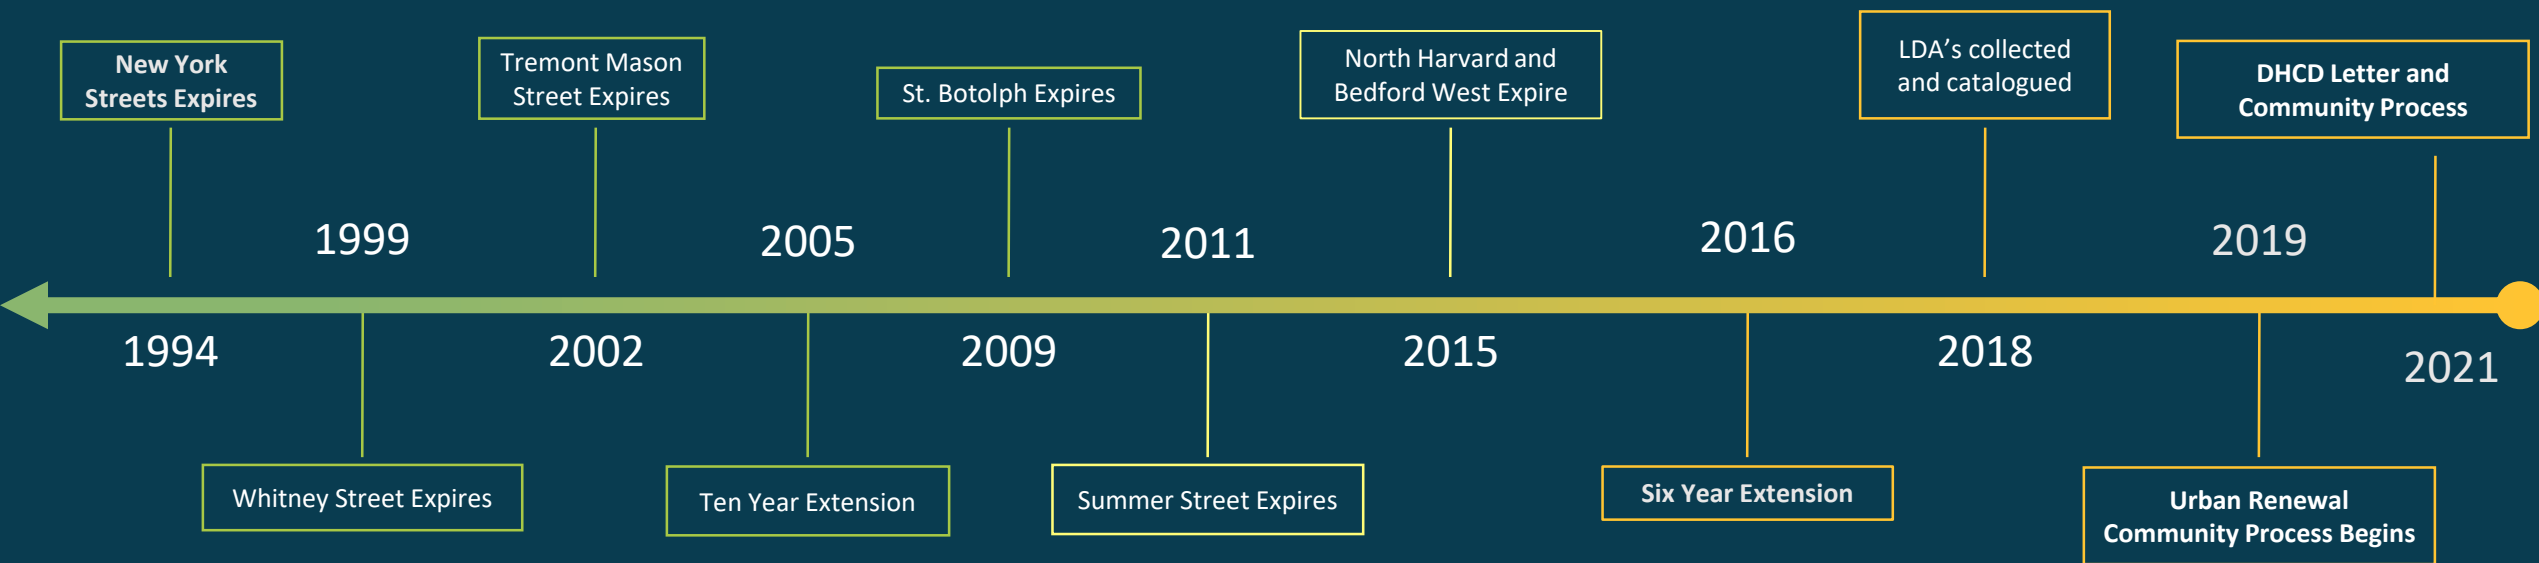 New York
Streets Expires
Tremont Mason
Street Expires
St. Botolph Expires
North Harvard and
Bedford West Expire
LDA's collected
and catalogued
DHCD Letter and
Community Process
1999
2005
2011
2016
2019
1994
2002
2009
2015
2018
2021
Whitney Street Expires
Ten Year Extension
Summer Street Expires
Six Year Extension
Urban Renewal
Community Process Begins